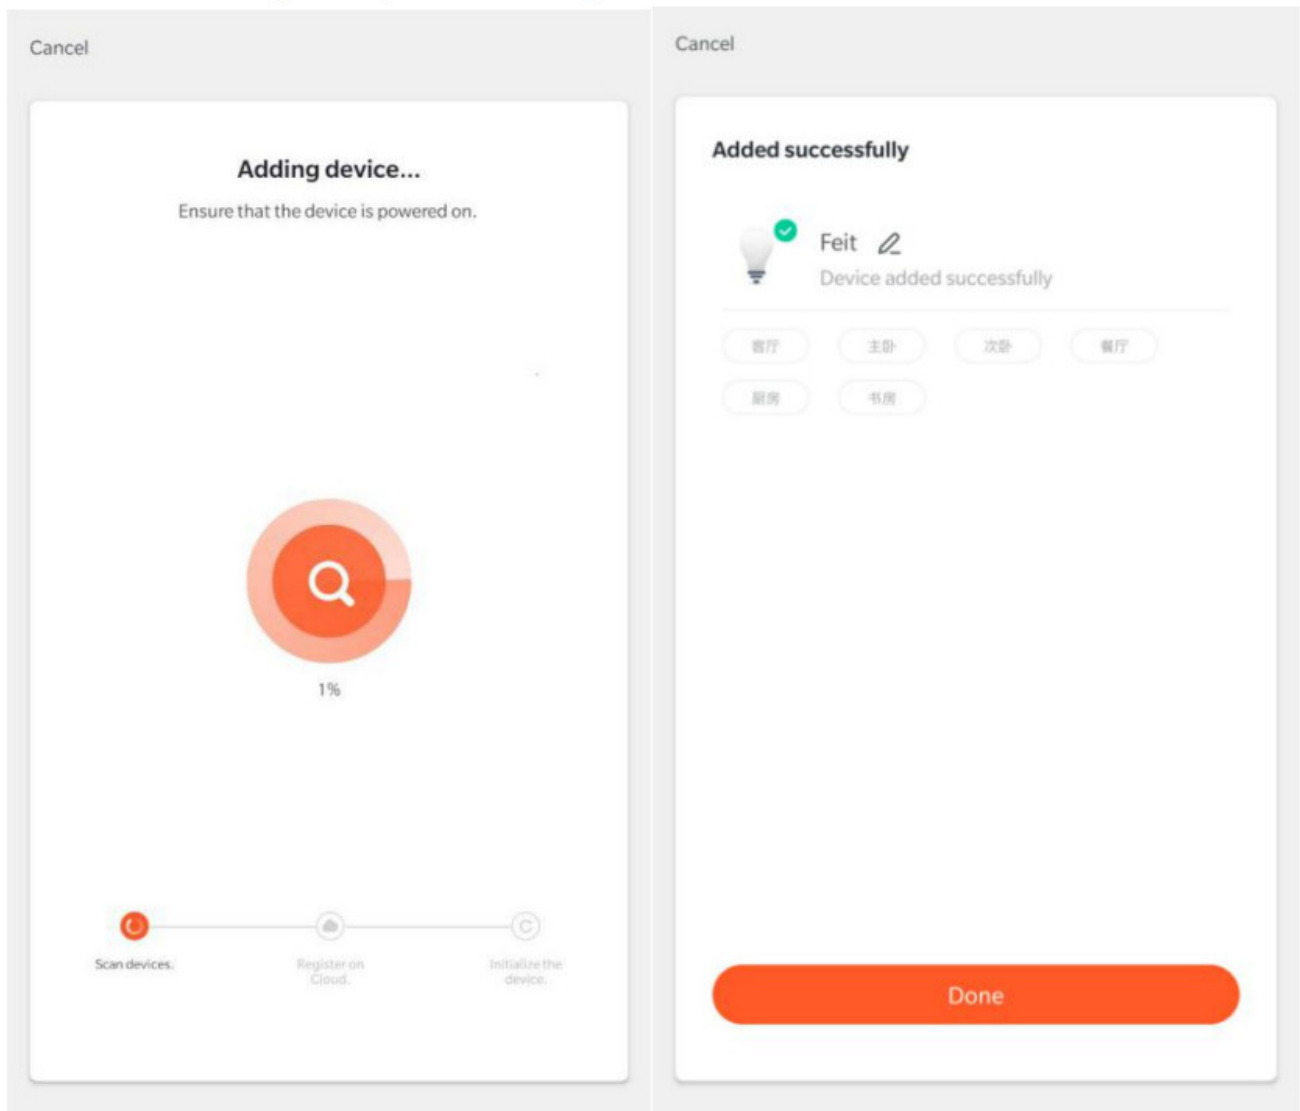 Cancel
Adding device...
Ensure that the device is powered on.
1%
Scan devices.
Register on
Cloud.
Initialize the
device.
Cancel
Added successfully
Feit
Device added successfully
客厅
主卧
次卧
餐厅
厨房
书房
Done